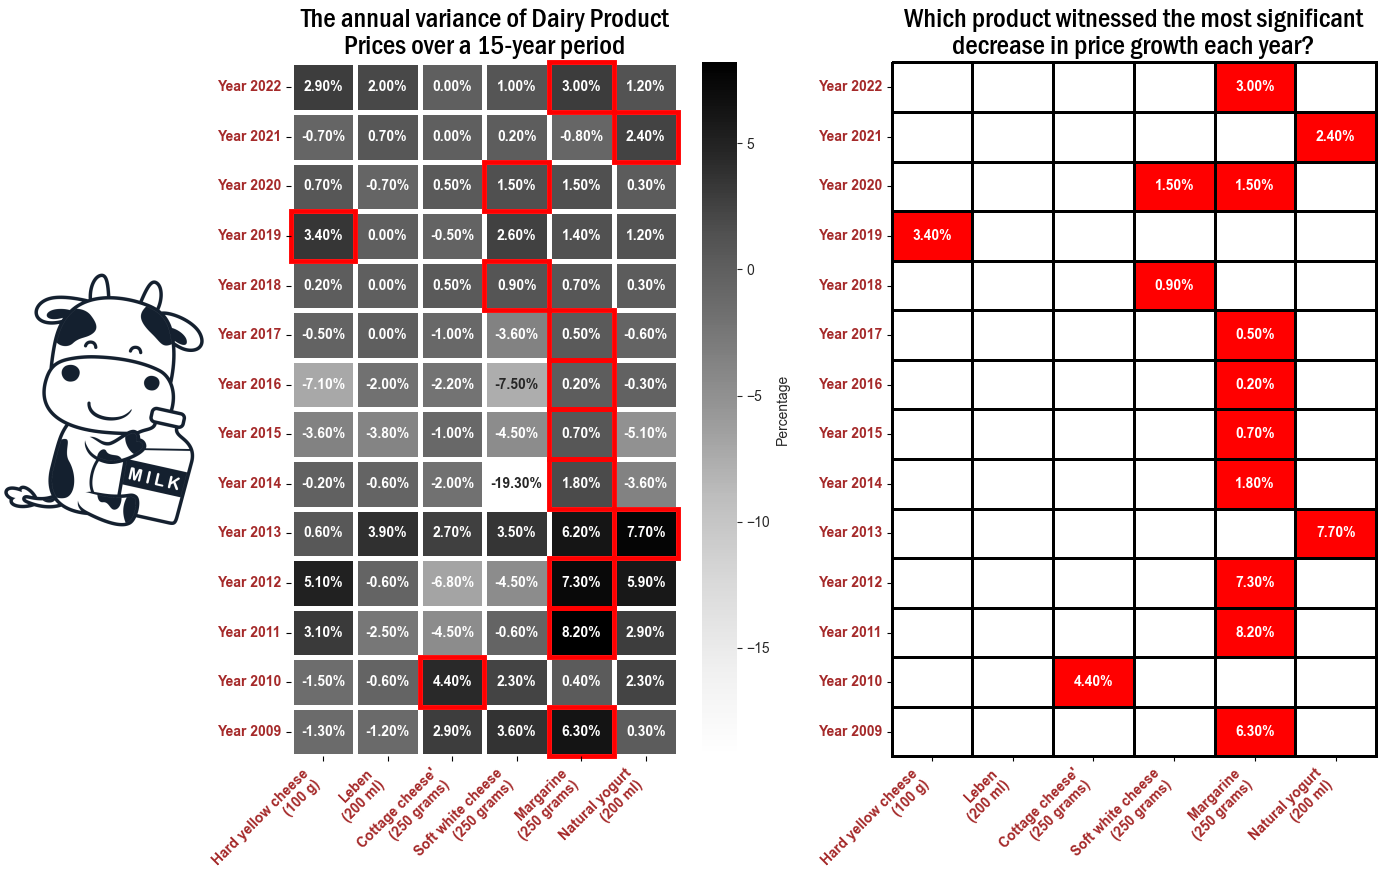 The annual variance of Dairy Product
Prices over a 15-year period
Year 2022 2.90% 2.00% 0.00% 1.00% 3.00% 1.20%
Year 2021 -0.70% 0.70% 0.00% 0.20% -0.80% 2.40%
Year 2020 0.70% -0.70% 0.50% 1.50% 1.50% 0.30%
Year 2019 3.40% 0.00% -0.50% 2.60% 1.40% 1.20%
Year 2018 0.20% 0.00% 0.50% 0.90% 0.70% 0.30%
Year 2017 -0.50% 0.00% -1.00% -3.60% 0.50% -0.60%
Year 2016 -7.10% -2.00% -2.20% -7.50% 0.20% -0.30%
Year 2015 -3.60% -3.80% -1.00% -4.50% 0.70% -5.10%
Year 2014 -0.20% -0.60% -2.00% -19.30% 1.80% -3.60%
Year 2013 0.60% 3.90% 2.70% 3.50% 6.20% 7.70%
Year 2012 5.10% -0.60% -6.80% -4.50% 7.30% 5.90%
Year 2011 3.10% -2.50% -4.50% -0.60% 8.20% 2.90%
Year 2010 -1.50% -0.60% 4.40% 2.30% 0.40% 2.30%
Year 2009 -1.30% -1.20% 2.90% 3.60% 6.30% 0.30%
Hard yellow cheese
(100 g)
Leben
(200 ml)
Cottage cheese'
(250 grams)
Soft white cheese
(250 grams)
Margarine
(250 grams)
Natural yogurt
(200 ml)
MILK
5
0
−5
−10
−15
Percentage
Which product witnessed the most significant
decrease in price growth each year?
Year 2022 3.00%
Year 2021 2.40%
Year 2020 1.50% 1.50%
Year 2019 3.40%
Year 2018 0.90%
Year 2017 0.50%
Year 2016 0.20%
Year 2015 0.70%
Year 2014 1.80%
Year 2013 7.70%
Year 2012 7.30%
Year 2011 8.20%
Year 2010 4.40%
Year 2009 6.30%
Hard yellow cheese
(100 g)
Leben
(200 ml)
Cottage cheese'
(250 grams)
Soft white cheese
(250 grams)
Margarine
(250 grams)
Natural yogurt
(200 ml)